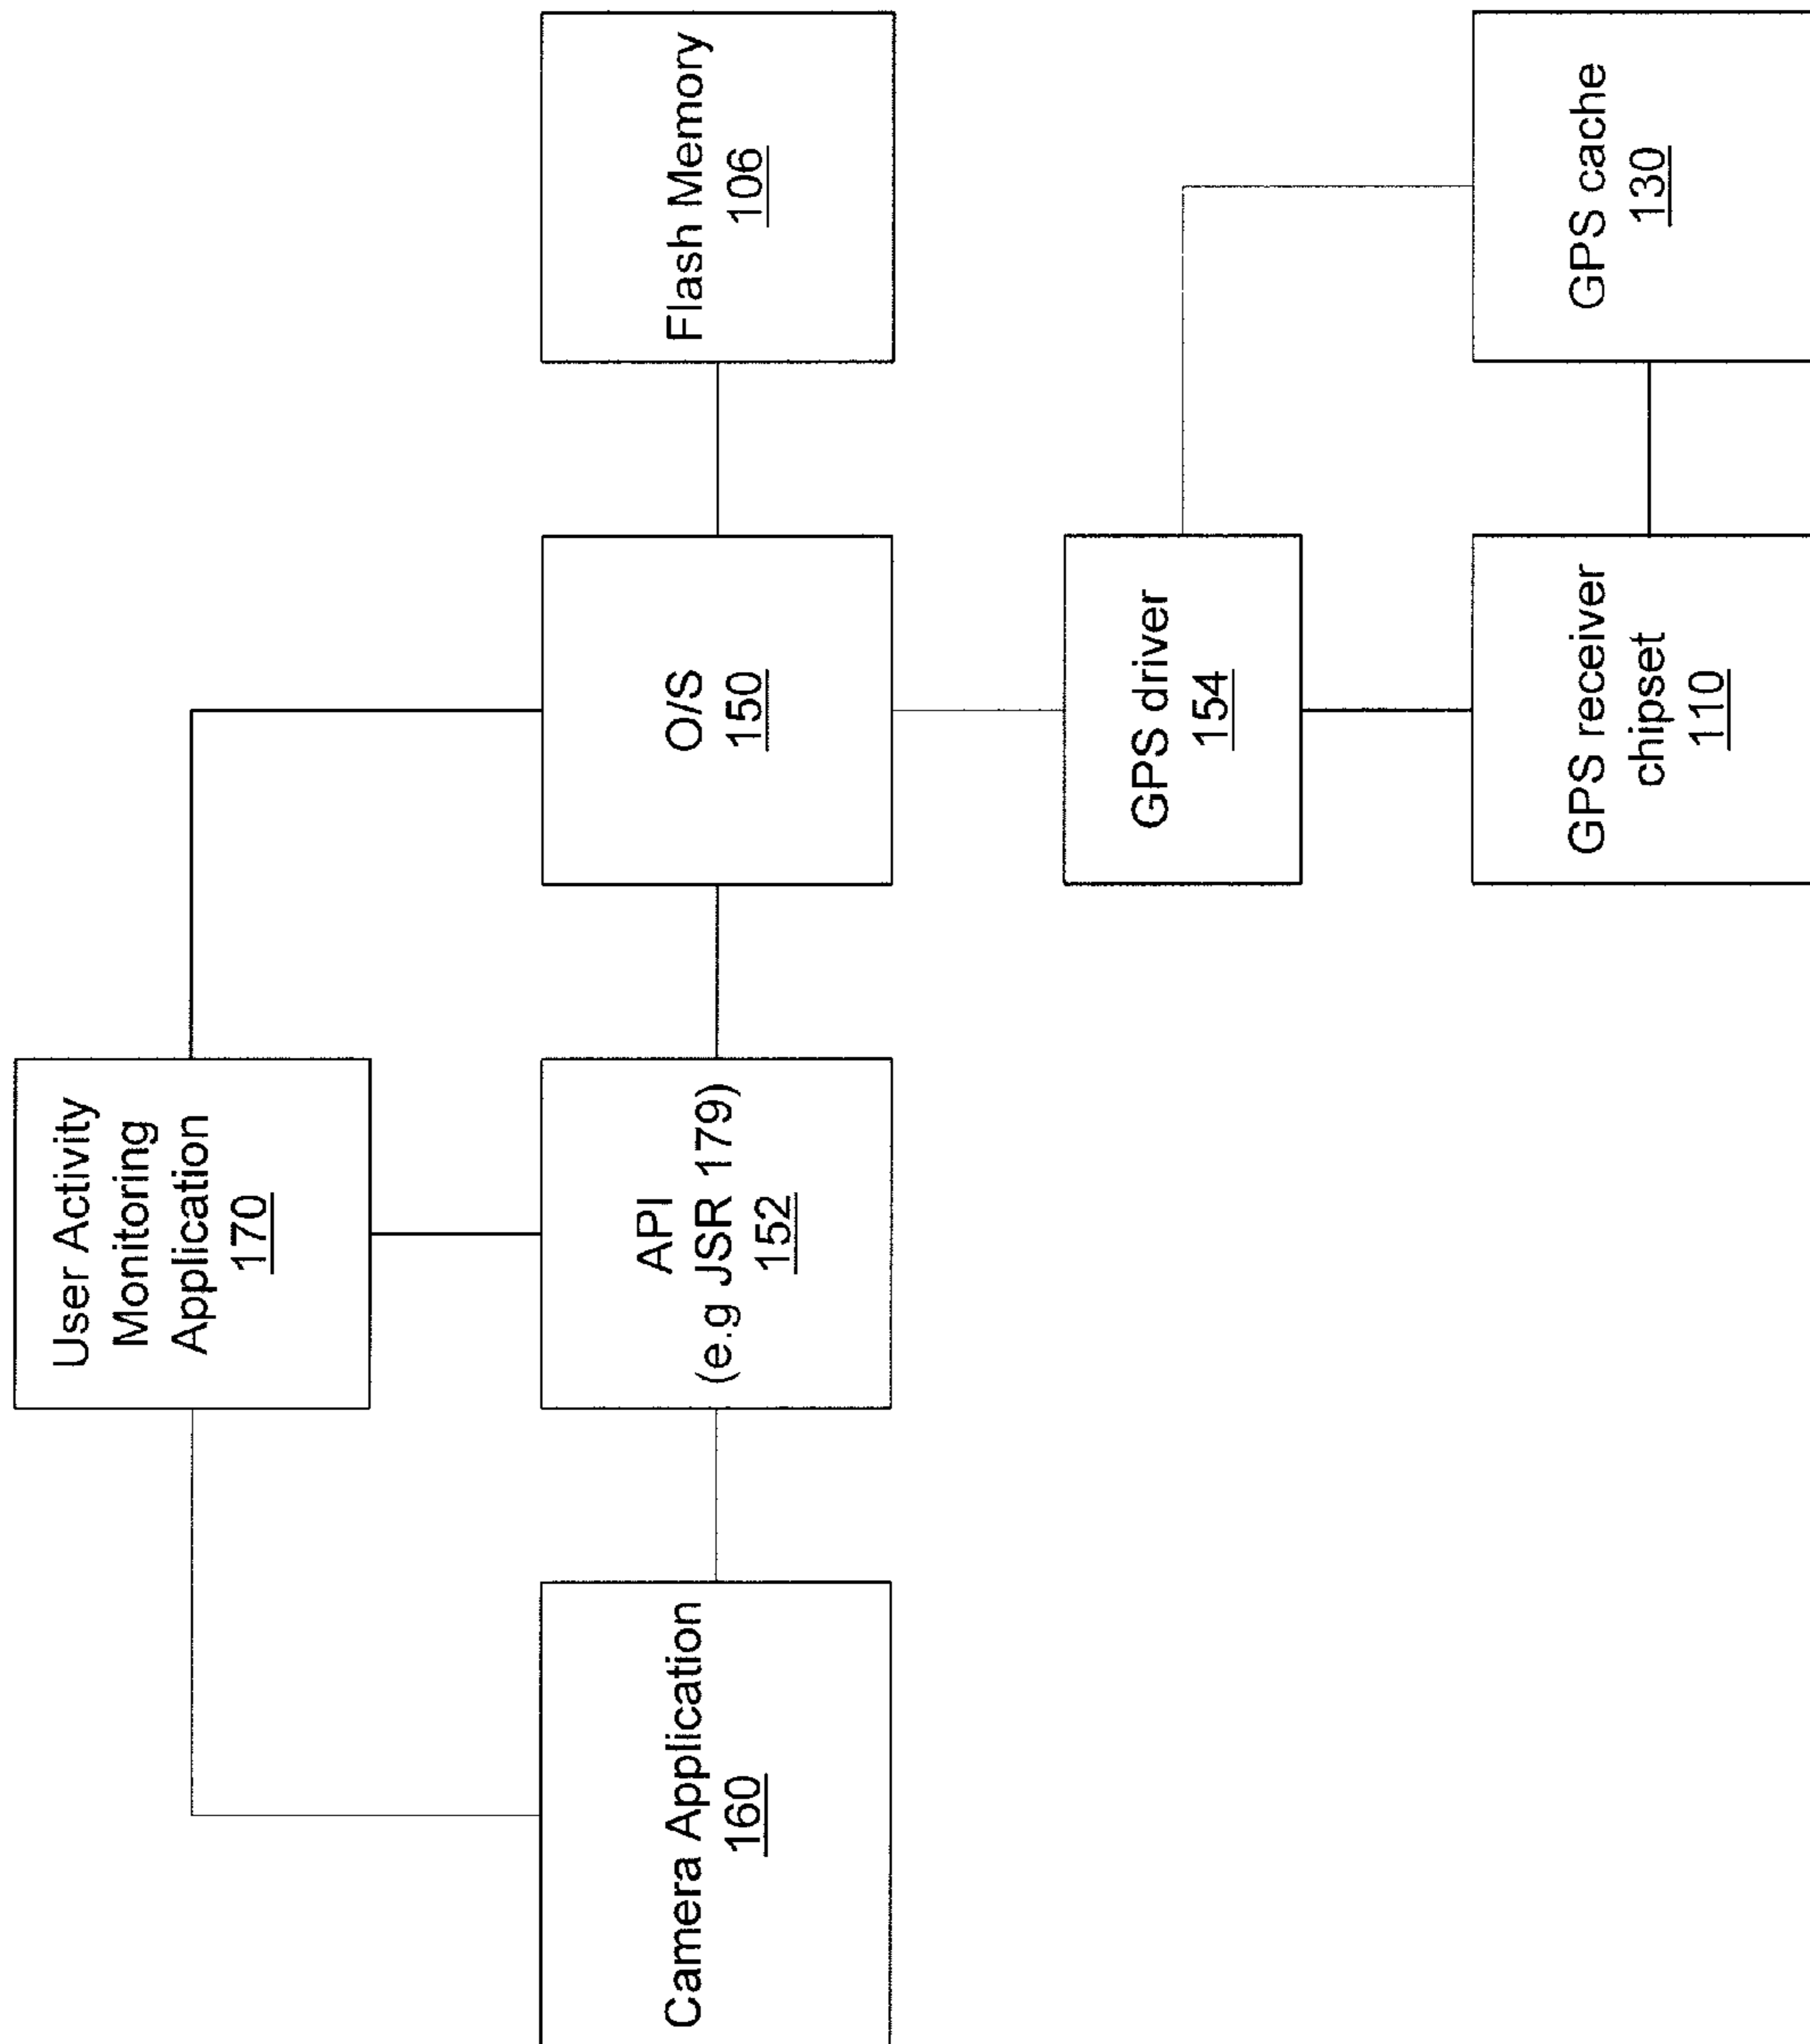 User Activity
Monitoring
Application
170
Camera Application
160
API
(e.g JSR 179)
152
O/S
150
Flash Memory
106
GPS driver
154
GPS receiver
chipset
110
GPS cache
130